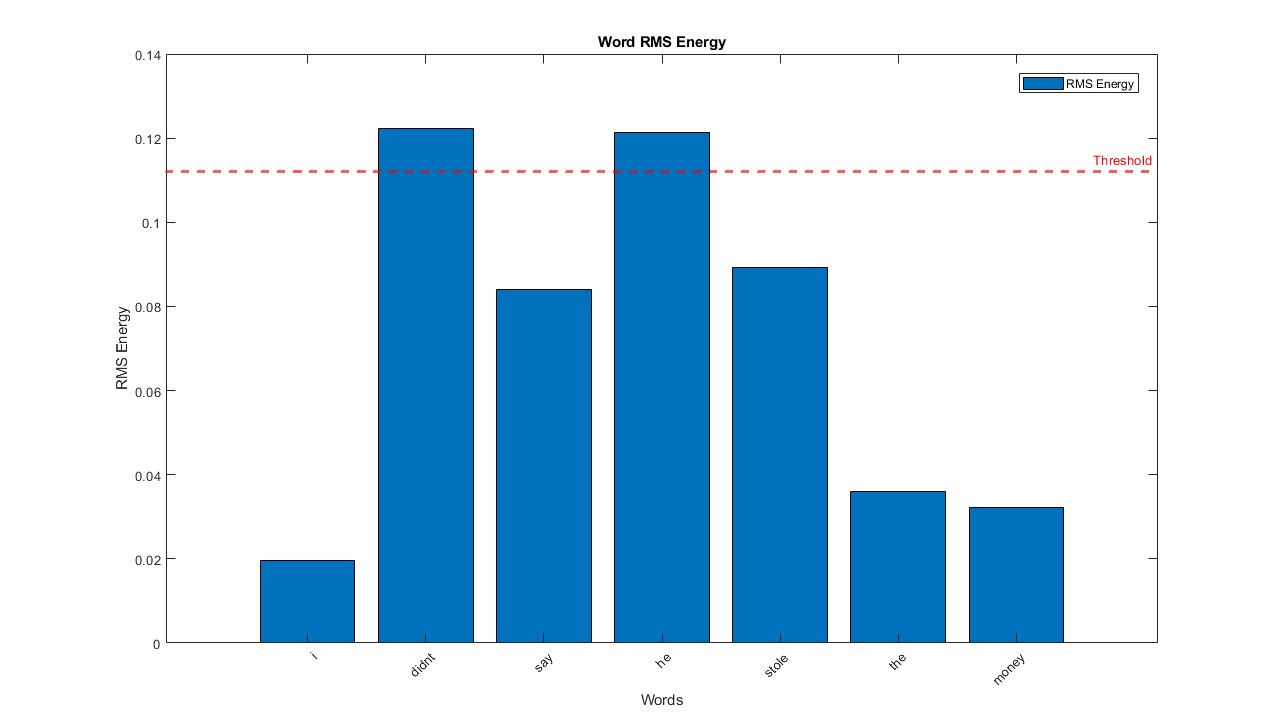 Word RMS Energy
0.14
0.12
0.1
0.08
0.06
0.04
0.02
0
RMS Energy
RMS Energy
Threshold
i
didnt
say
he
stole
the
money
Words